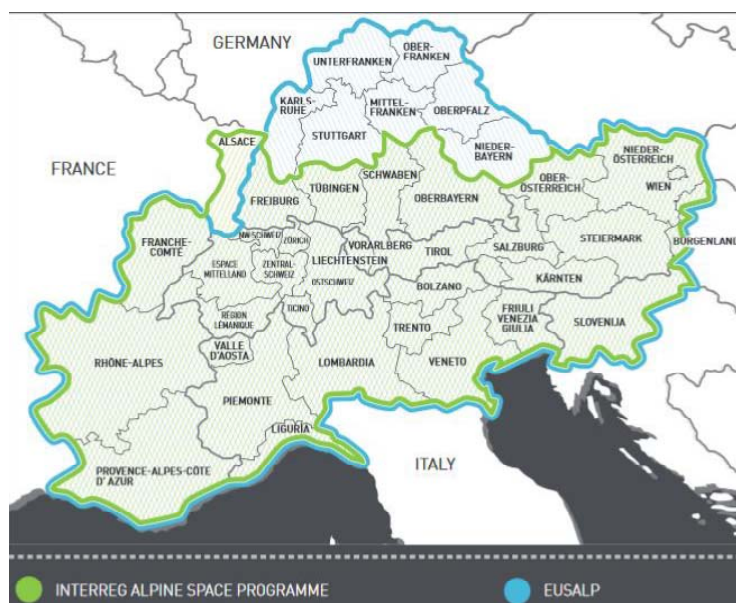 GERMANY
OBER-
FRANKEN
UNTERFRANKEN
KARLS-
RUHE
MITTEL-
FRANKEN
OBERPFALZ
ALSACE
STUTTGART
NIEDER-
BAYERN
NIEDER-
ÖSTERREICH
FRANCE
SCHWABEN
OBER-
ÖSTERREICH
WIEN
FREIBURG
TÜBINGEN
OBERBAYERN
FRANCHE-
COMTÉ
NW-SCHWEIZ
ZÜRICH
VORARLBERG
TIROL
SALZBURG
STEIERMARK
BURGENLAND
ESPACE
MITTELLAND
ZENTRAL-
SCHWEIZ
LIECHTENSTEIN
OSTSCHWEIZ
BOLZANO
KÄRNTEN
RÉGION
LÉMANIQUE
TICINO
TRENTO
FRIULI
VENEZIA
GIULIA
SLOVENIJA
RHÔNE-ALPES
VALLE
D'AOSTA
LOMBARDIA
VENETO
PIEMONTE
LIGURIA
PROVENCE-ALPES-CÔTE
D' AZUR
ITALY
INTERREG ALPINE SPACE PROGRAMME
EUSALP